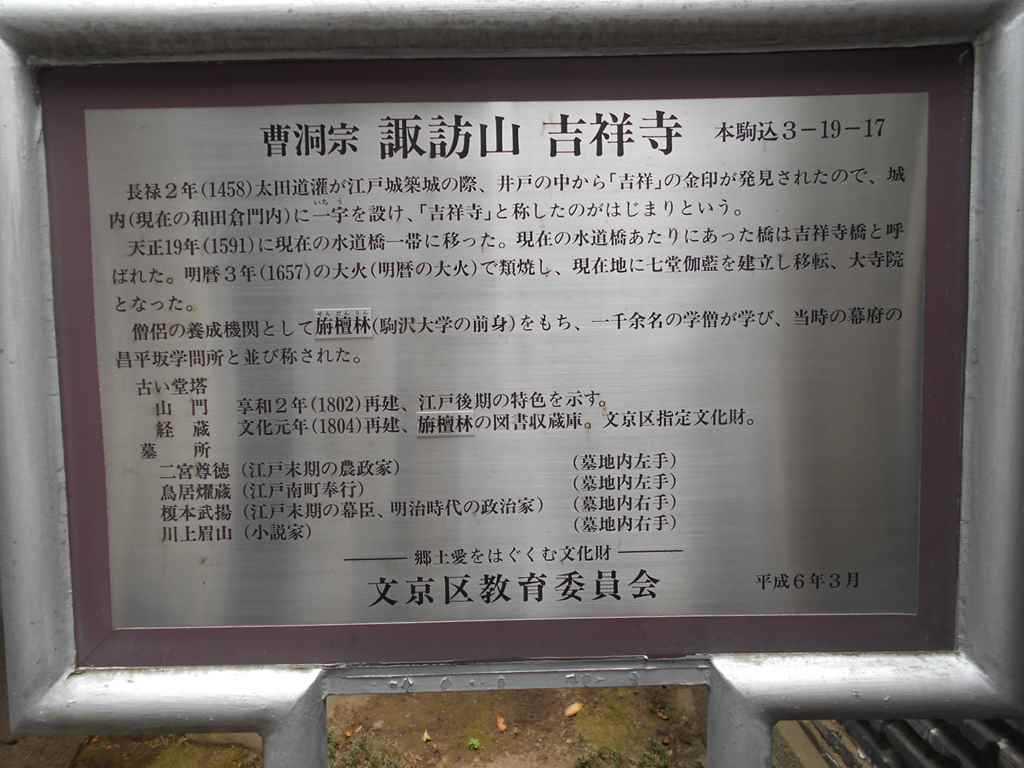 曹洞宗 諏訪山 吉祥寺 本駒込3-19-17
長禄2年(1458)太田道灌が江戸城築城の際、井戸の中から「吉祥」の金印が発見されたので、城
内(現在の和田倉門内)に一宇を設け、「吉祥寺」と称したのがはじまりという。
天正19年(1591)に現在の水道橋一帯に移った。現在の水道橋あたりにあった橋は吉祥寺橋と呼
ばれた。明暦3年(1657)の大火(明暦の大火)で類焼し、現在地に七堂伽藍を建立し移転、大寺院
となった。
僧侶の養成機関として旃檀林(駒沢大学の前身)をもち、一千余名の学僧が学び、当時の幕府の
昌平坂学問所と並び称された。
古い堂塔
山 門 享和2年(1802)再建、江戸後期の特色を示す。
経 蔵 文化元年(1804)再建、旃檀林の図書収蔵庫。文京区指定文化財。
墓 所
二宮尊徳(江戸末期の農政家) (墓地内左手)
鳥居燿蔵(江戸南町奉行) (墓地内左手)
榎本武揚(江戸末期の幕臣、明治時代の政治家) (墓地内右手)
川上眉山(小説家) (墓地内右手)
郷土愛をはぐくむ文化財
文京区教育委員会 平成6年3月